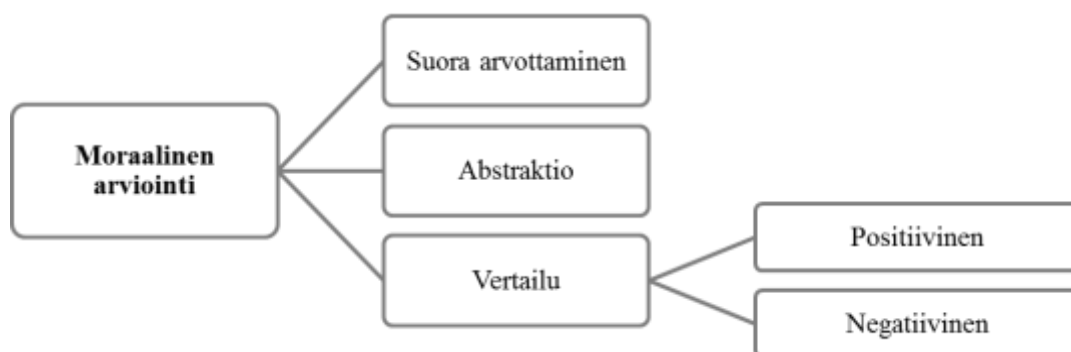 Suora arvottaminen
Moraalinen
arviointi
Abstraktio
Vertailu
Positiivinen
Negatiivinen